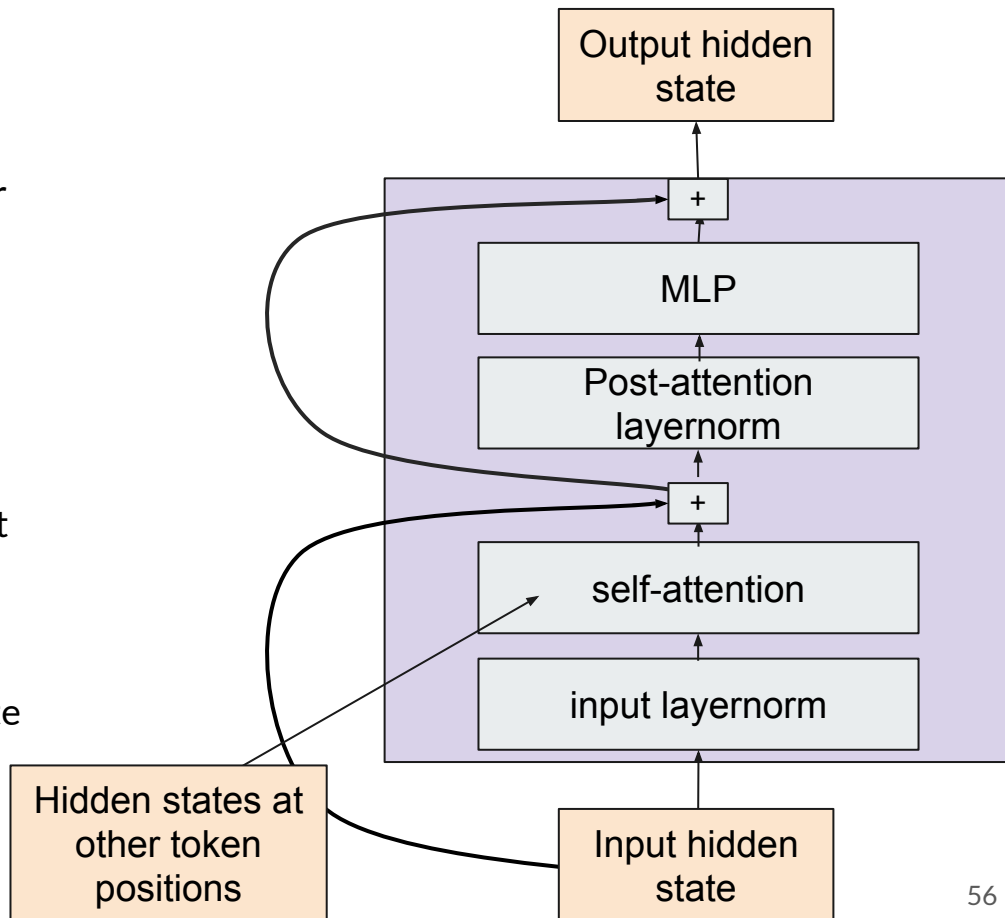 Output hidden
state
+
MLP
Post-attention
layernorm
+
self-attention
input layernorm
Hidden states at
other token
positions
Input hidden
state
56